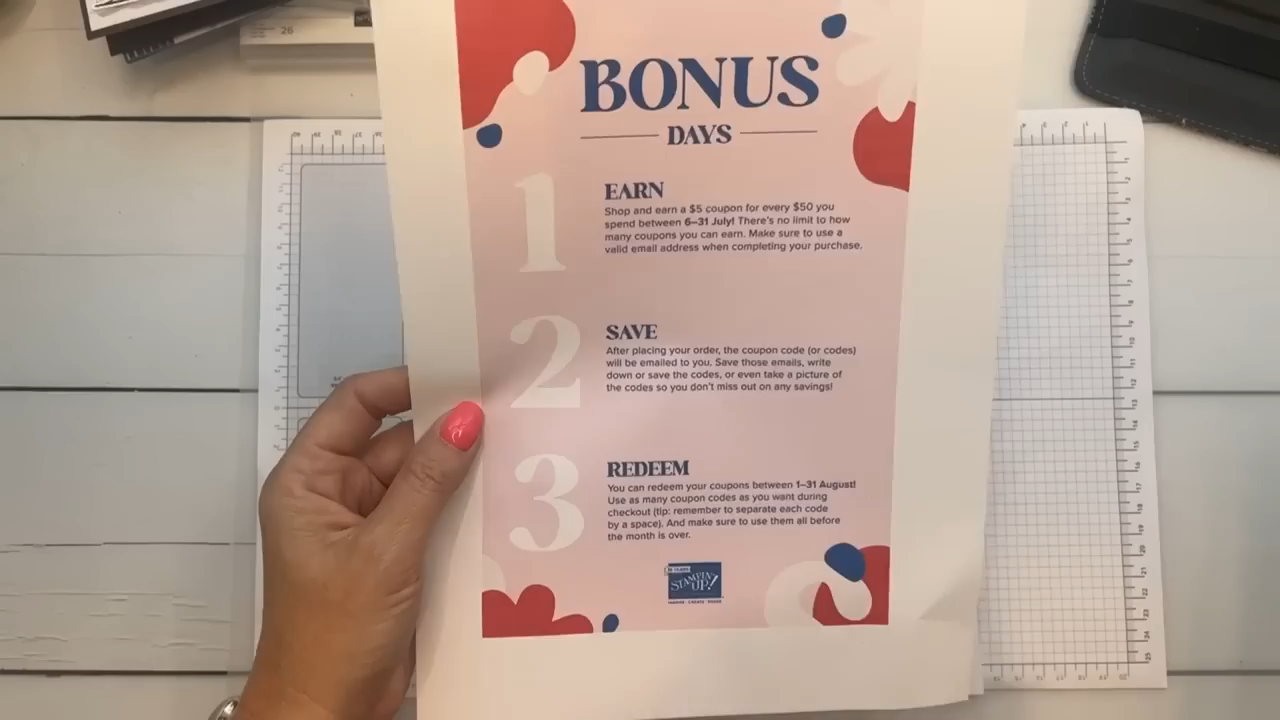 26
BONUS
DAYS
1
EARN
Shop and earn a $5 coupon for every $50 you
spend between 6–31 July! There's no limit to how
many coupons you can earn. Make sure to use a
valid email address when completing your purchase.
2
SAVE
After placing your order, the coupon code (or codes)
will be emailed to you. Save those emails, write
down or save the codes, or even take a picture of
the codes so you don't miss out on any savings!
3
REDEEM
You can redeem your coupons between 1–31 August!
Use as many coupon codes as you want during
checkout (tip: remember to separate each code
by a space). And make sure to use them all before
the month is over.
STAMPIN'
UP!